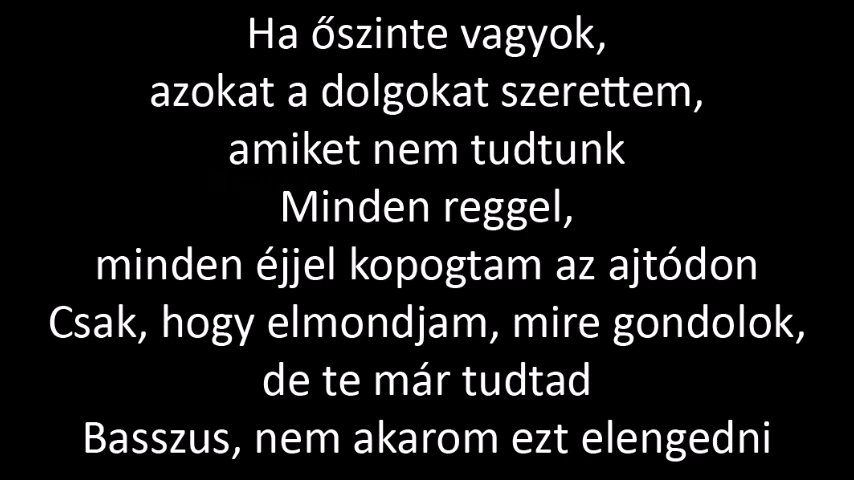 Ha őszinte vagyok,
azokat a dolgokat szerettem,
amiket nem tudtunk
Minden reggel,
minden éjjel kopogtam az ajtódon
Csak, hogy elmondjam, mire gondolok,
de te már tudtad
Basszus, nem akarom ezt elengedni